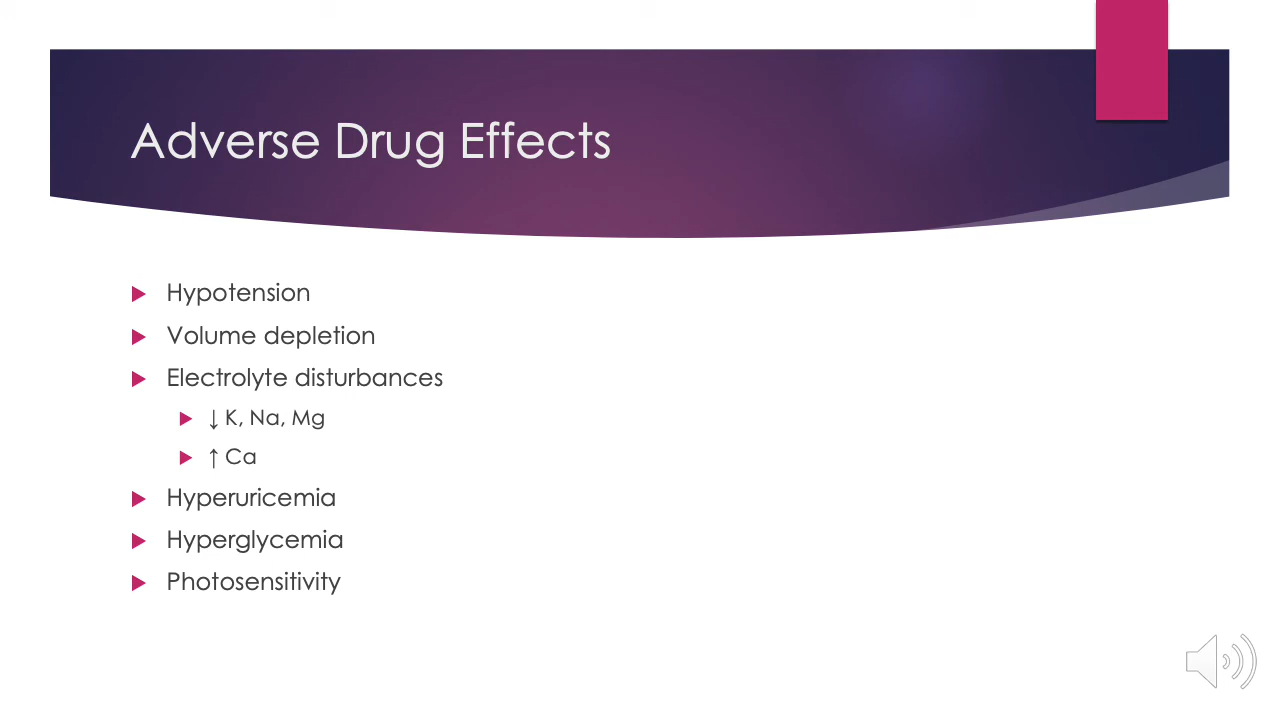 Adverse Drug Effects
Hypotension
Volume depletion
Electrolyte disturbances
↓ K, Na, Mg
↑ Ca
Hyperuricemia
Hyperglycemia
Photosensitivity